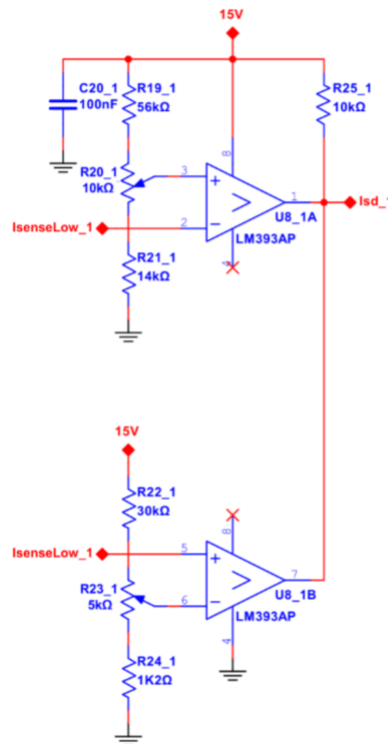 15V
C20_1
100nF
R19_1
56kΩ
R25_1
10kΩ
R20_1
10kΩ
3
8
1
2
4
U8_1A
LM393AP
IsenseLow_1
Isd_1
R21_1
14kΩ
15V
R22_1
30kΩ
IsenseLow_1
5
8
7
6
4
U8_1B
LM393AP
R23_1
5kΩ
R24_1
1K2Ω